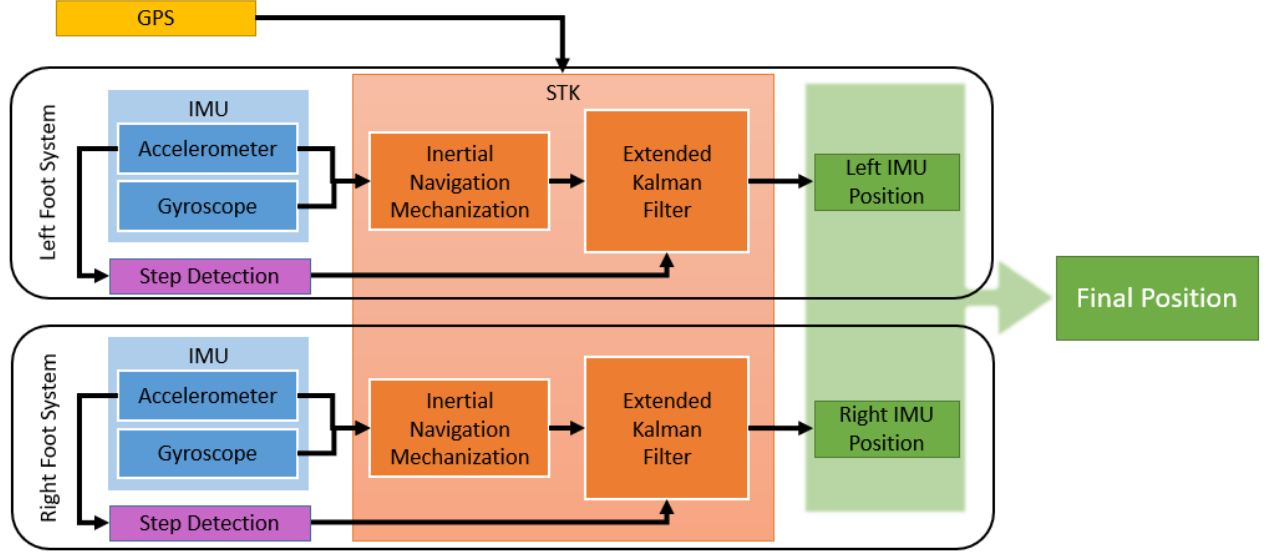 GPS
STK
Left Foot System
IMU
Accelerometer
Gyroscope
Step Detection
Inertial
Navigation
Mechanization
Extended
Kalman
Filter
Left IMU
Position
Final Position
Right Foot System
IMU
Accelerometer
Gyroscope
Step Detection
Inertial
Navigation
Mechanization
Extended
Kalman
Filter
Right IMU
Position